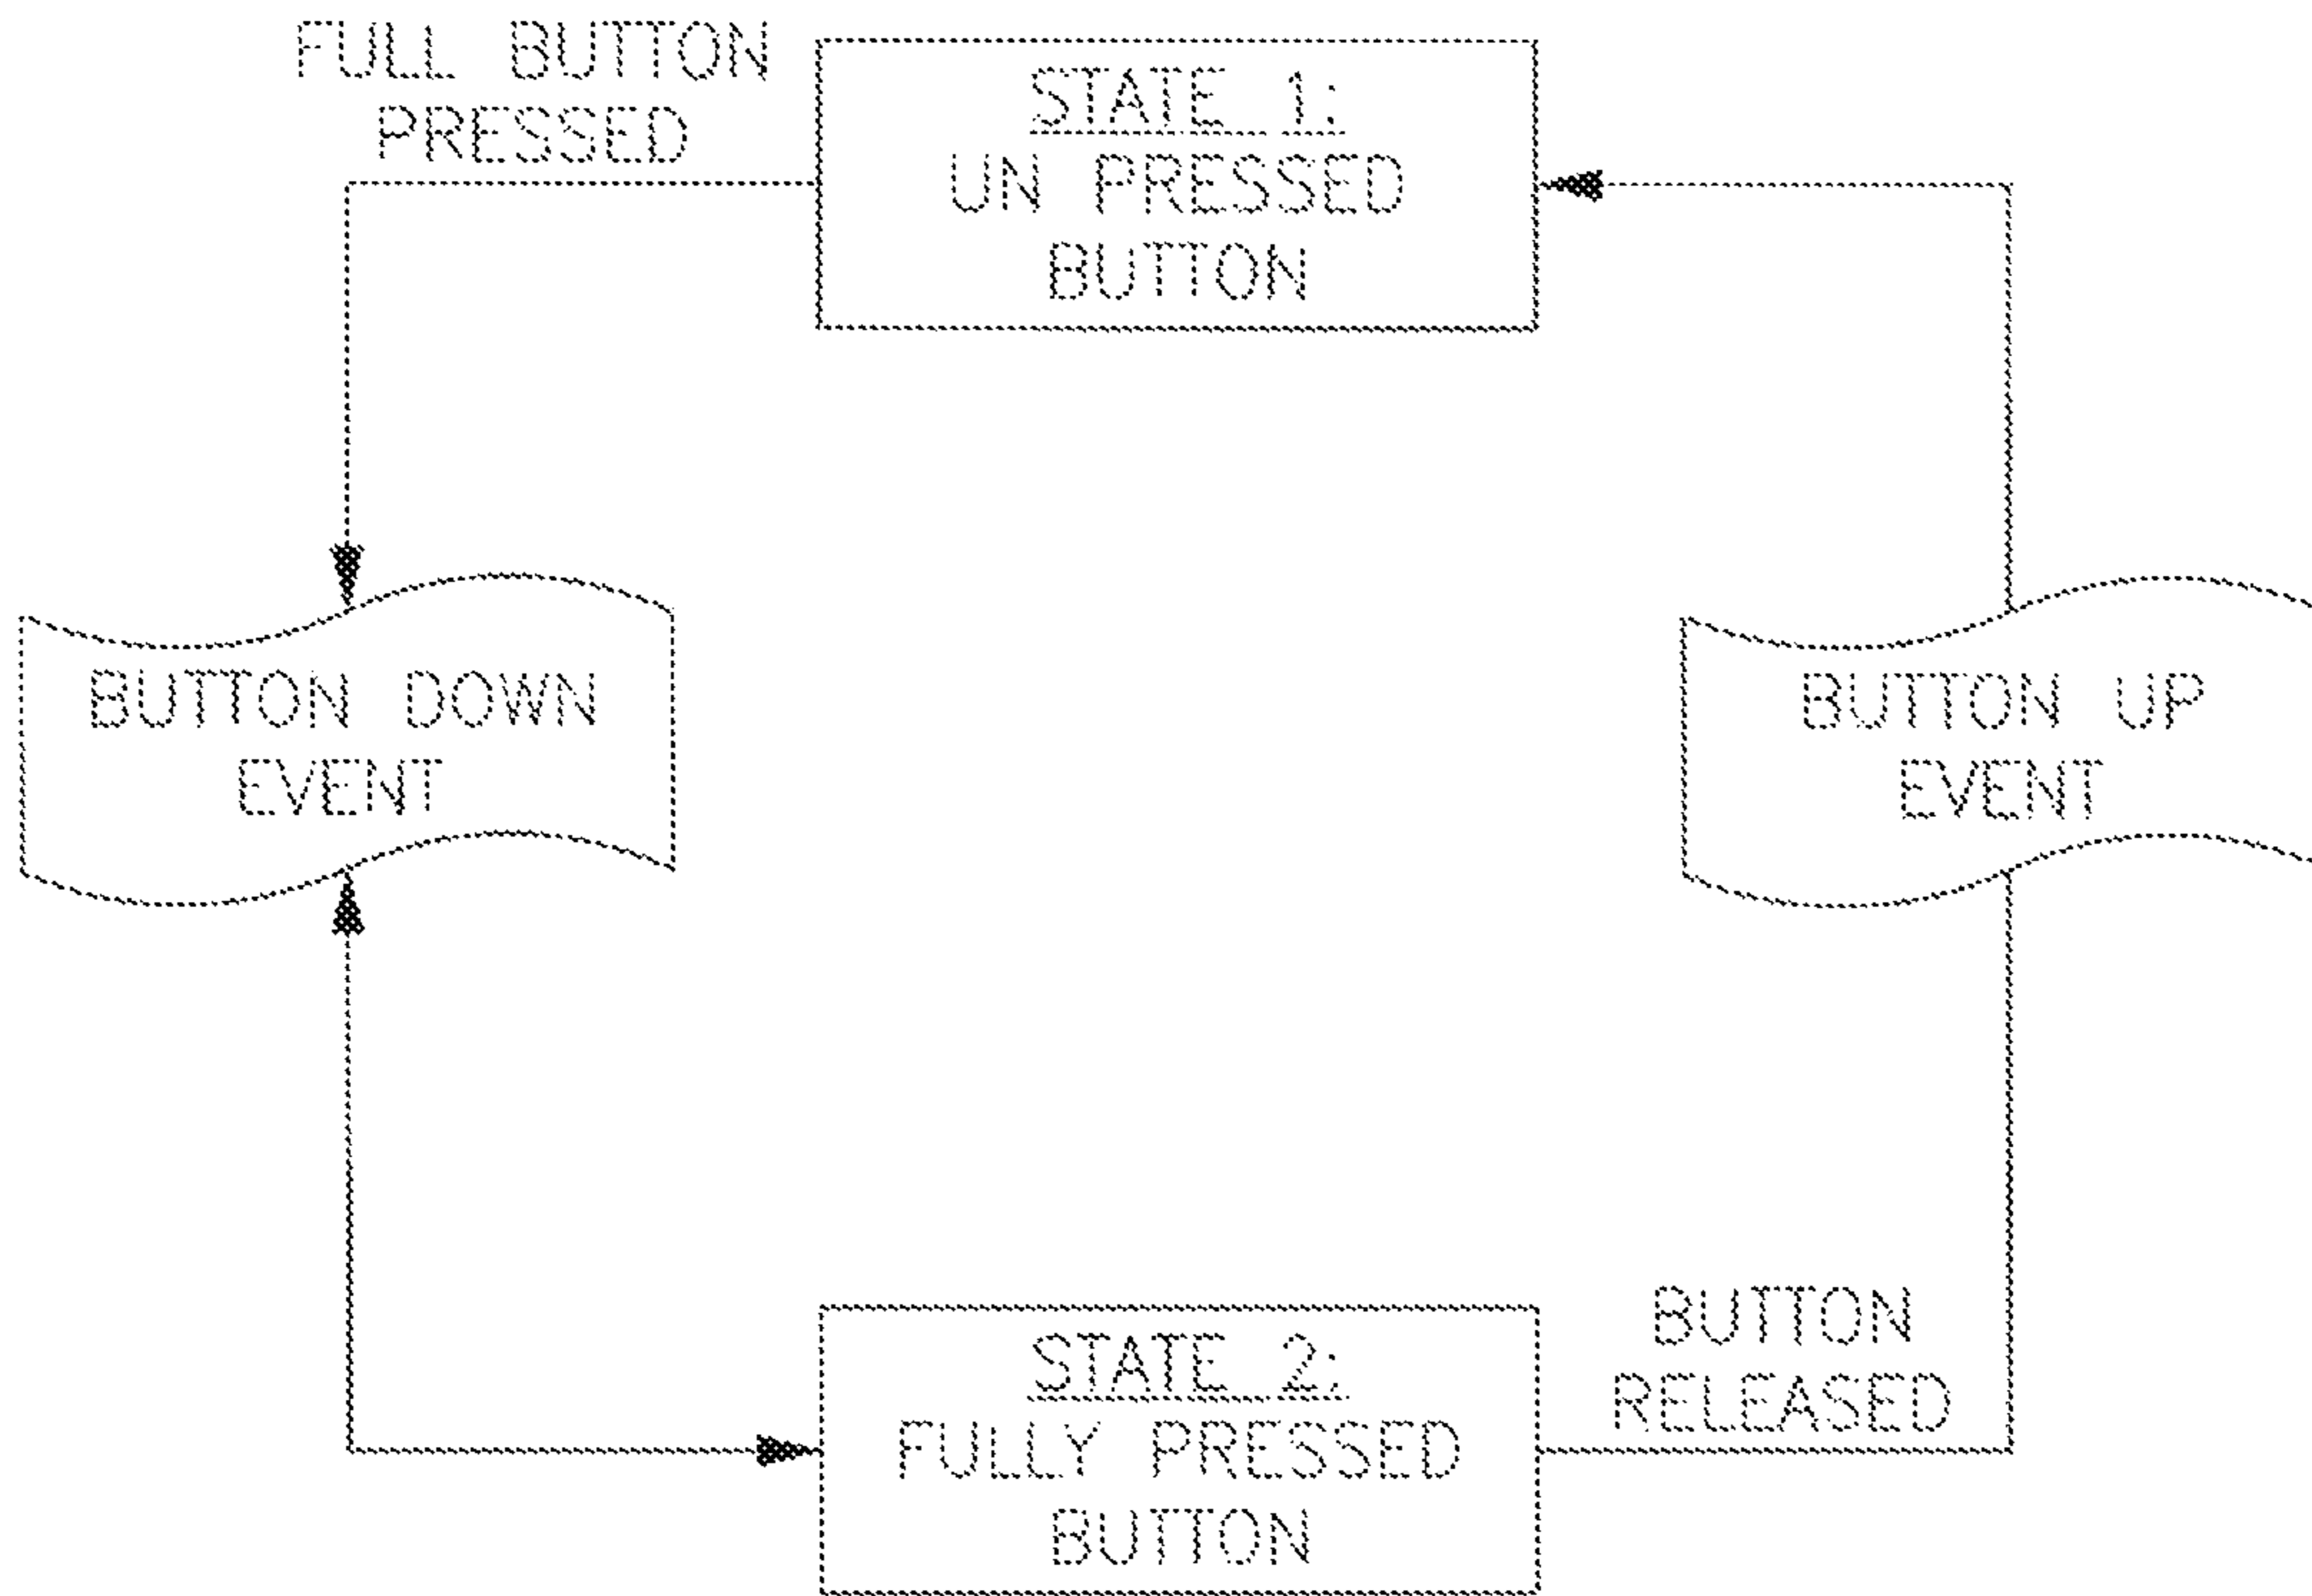 FULL BUTTON
PRESSED
STATE 1:
UN PRESSED
BUTTON
BUTTON DOWN
EVENT
BUTTON UP
EVENT
STATE 2:
FULLY PRESSED
BUTTON
BUTTON
RELEASED